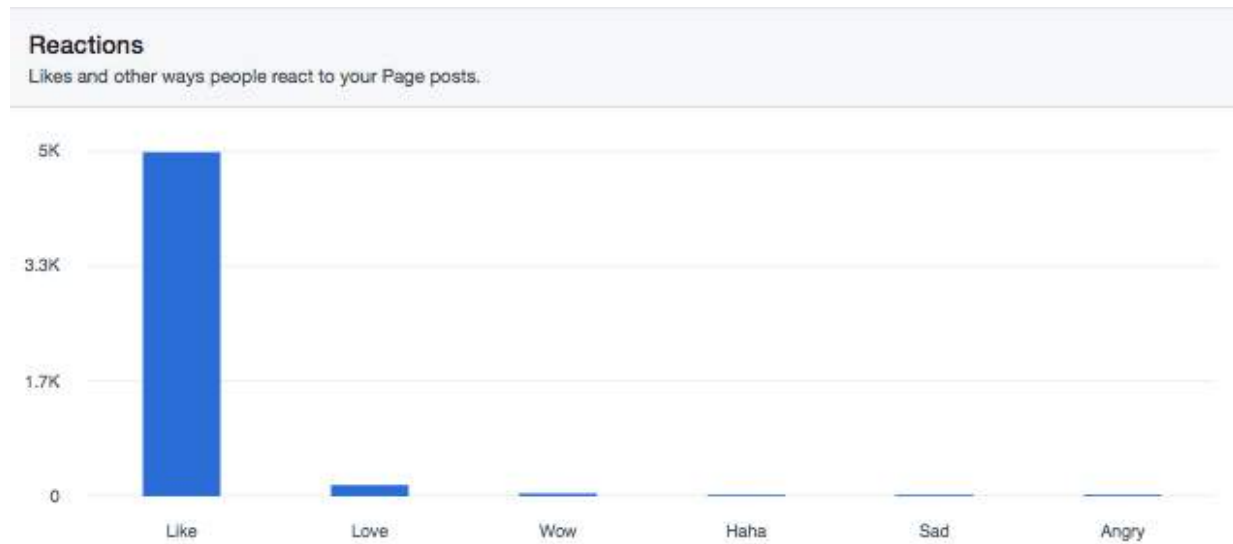 Reactions
Likes and other ways people react to your Page posts.
5K
3.3K
1.7K
0
Like Love Wow Haha Sad Angry